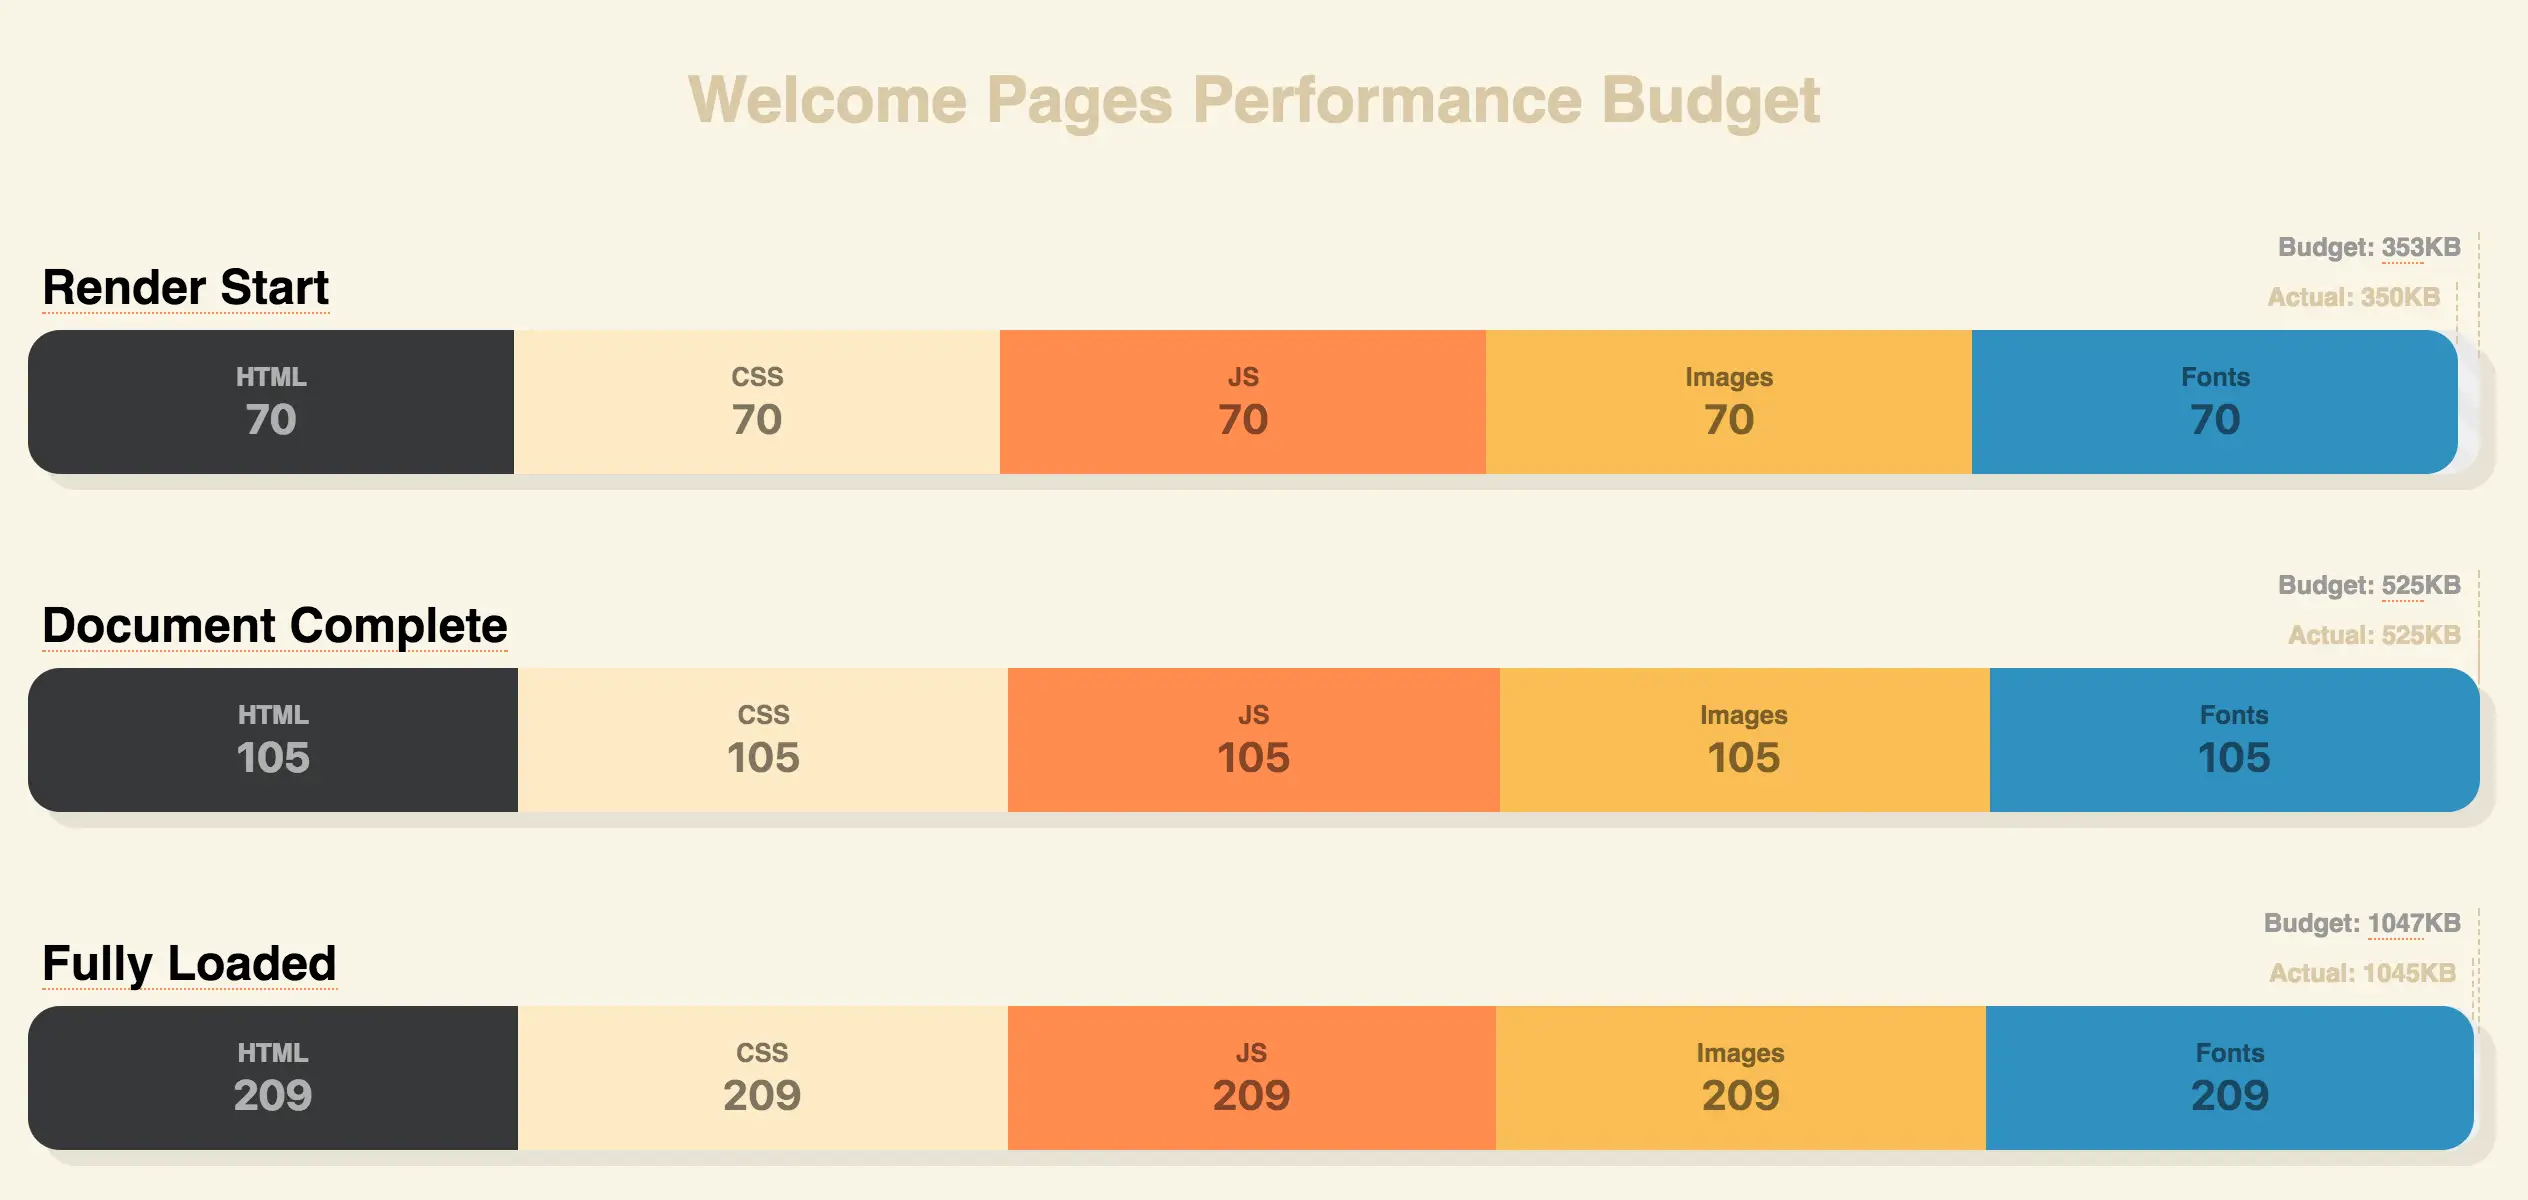 Welcome Pages Performance Budget
Budget: 353KB
Render Start
Actual: 350KB
HTML CSS JS Images Fonts
70 70 70 70 70
Budget: 525KB
Document Complete
Actual: 525KB
HTML CSS JS Images Fonts
105 105 105 105 105
Budget: 1047KB
Fully Loaded
Actual: 1045KB
HTML CSS JS Images Fonts
209 209 209 209 209